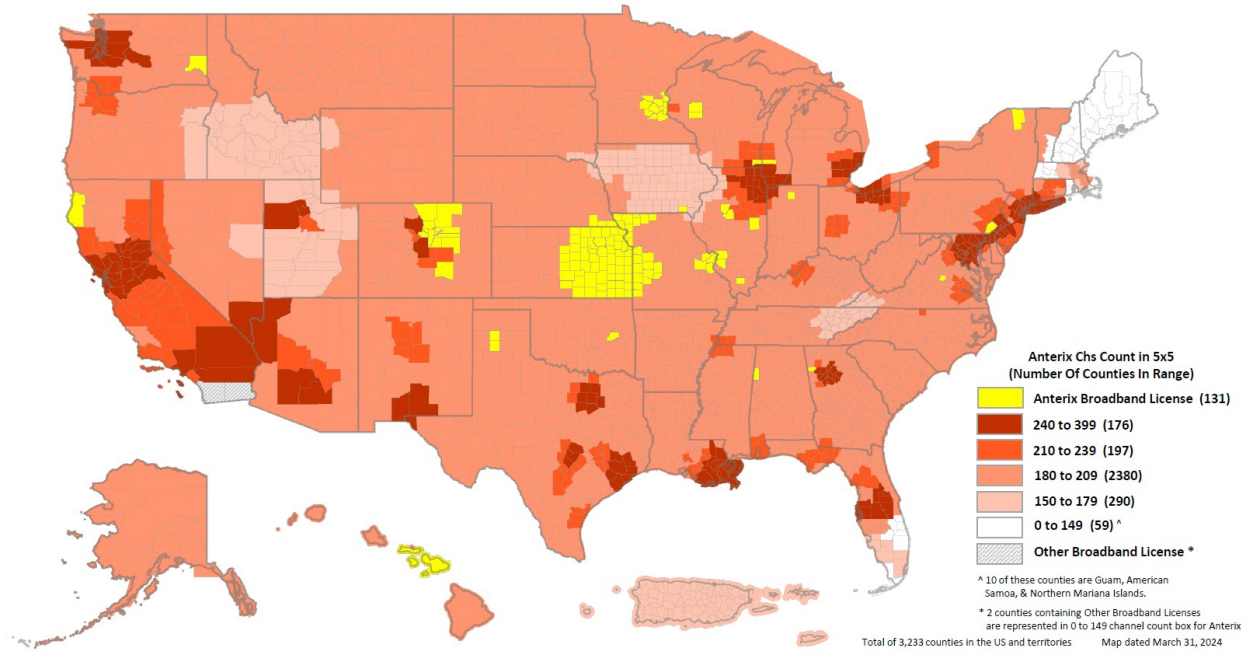 Anterix Chs Count in 5x5
(Number Of Counties In Range)
Anterix Broadband License (131)
240 to 399 (176)
210 to 239 (197)
180 to 209 (2380)
150 to 179 (290)
0 to 149 (59) ^
Other Broadband License *
^ 10 of these counties are Guam, American
Samoa, & Northern Mariana Islands.
* 2 counties containing Other Broadband Licenses
are represented in 0 to 149 channel count box for Anterix
Total of 3,233 counties in the US and territories Map dated March 31, 2024